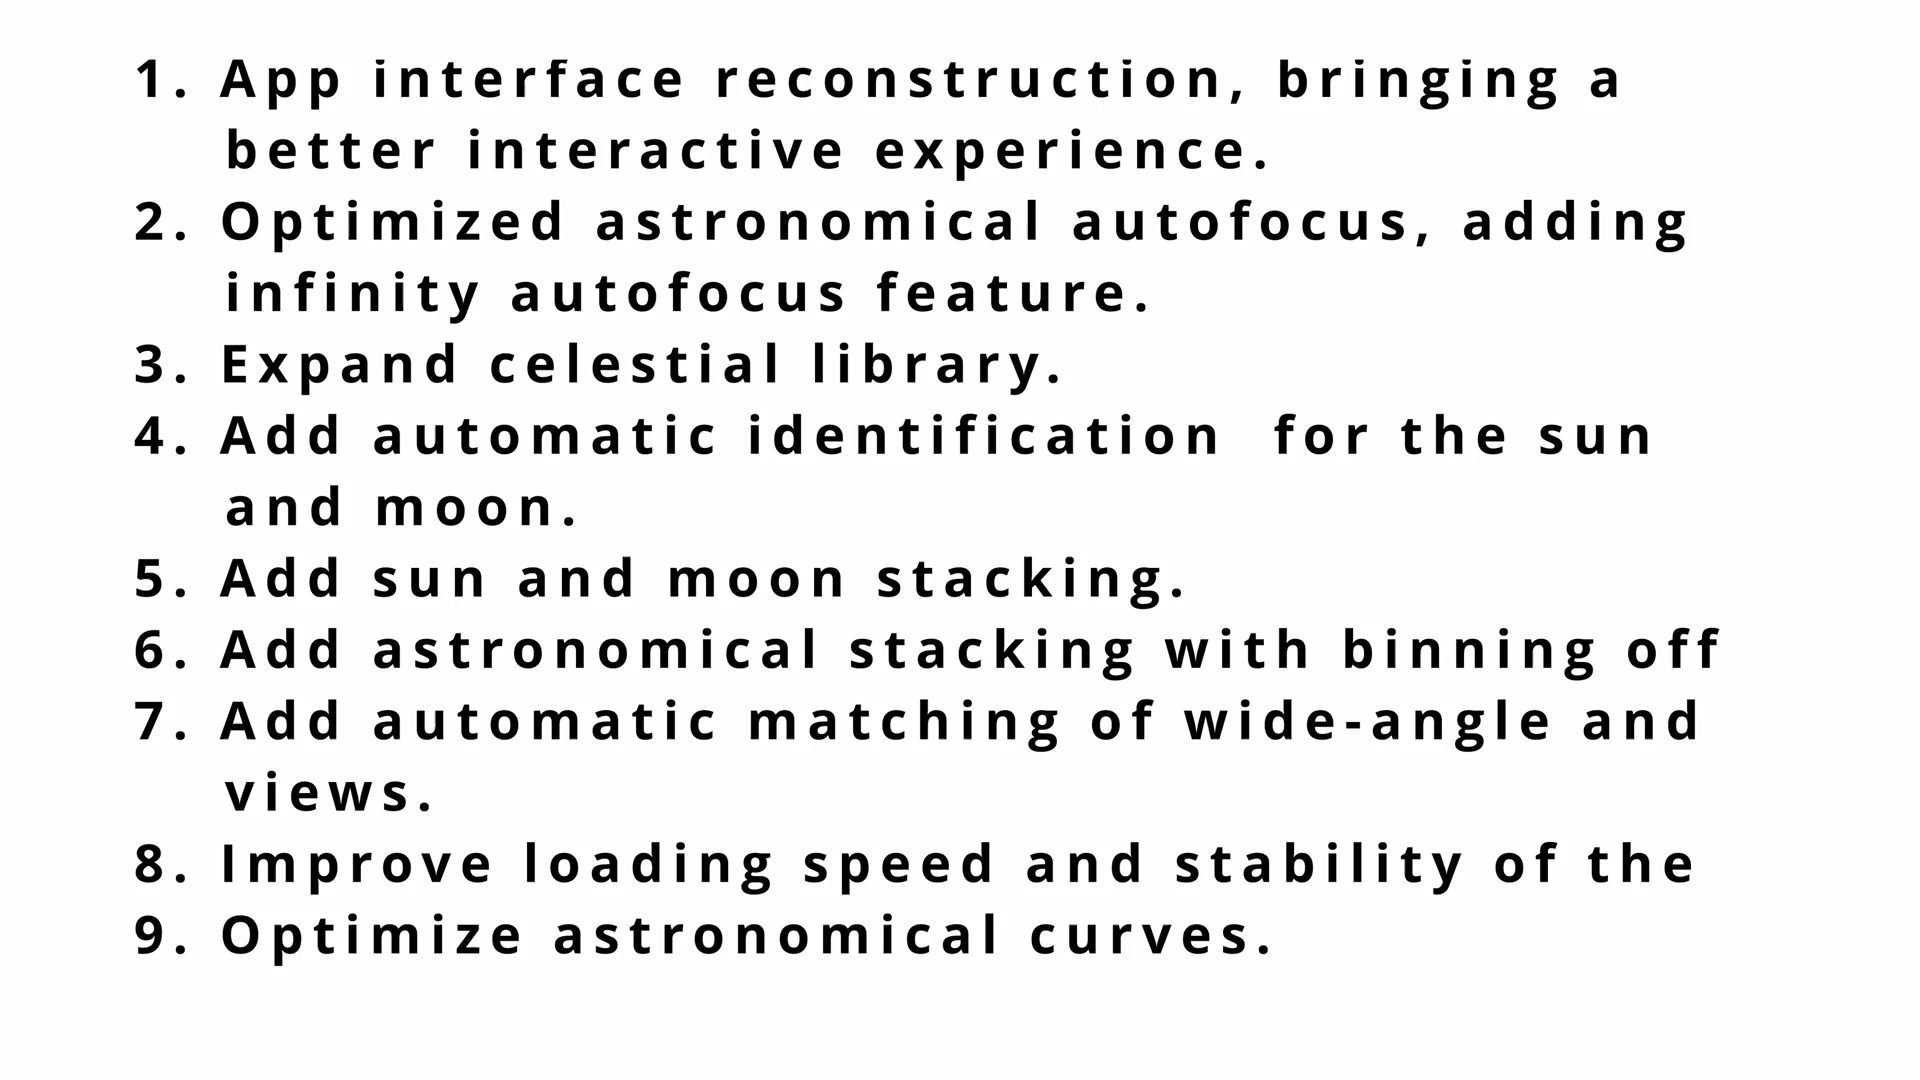 1. App interface reconstruction, bringing a
better interactive experience.
2. Optimized astronomical autofocus, adding
infinity autofocus feature.
3. Expand celestial library.
4. Add automatic identification  for the sun
and moon.
5. Add sun and moon stacking.
6. Add astronomical stacking with binning off
7. Add automatic matching of wide-angle and
views.
8. Improve loading speed and stability of the
9. Optimize astronomical curves.